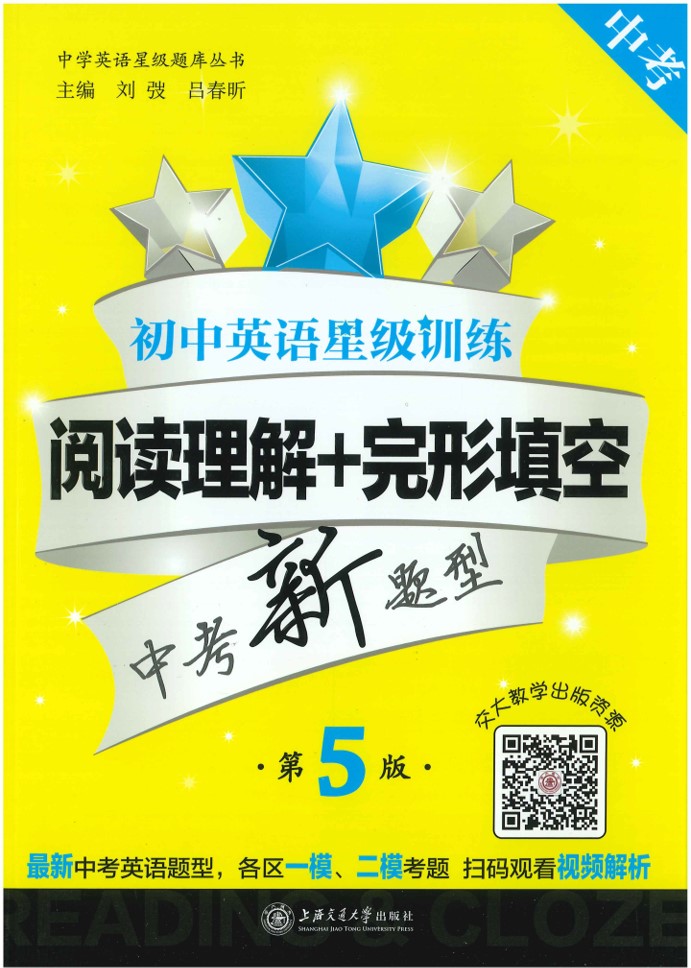 中考
中学英语星级题库丛书
主编 刘弢 吕春昕
初中英语星级训练
阅读理解+完形填空
中考新题型
·第5版·
交大教学出版资源
最新中考英语题型，各区一模、二模考题 扫码观看视频解析
READING & CLOZE
上海交通大学出版社
SHANGHAI JIAO TONG UNIVERSITY PRESS